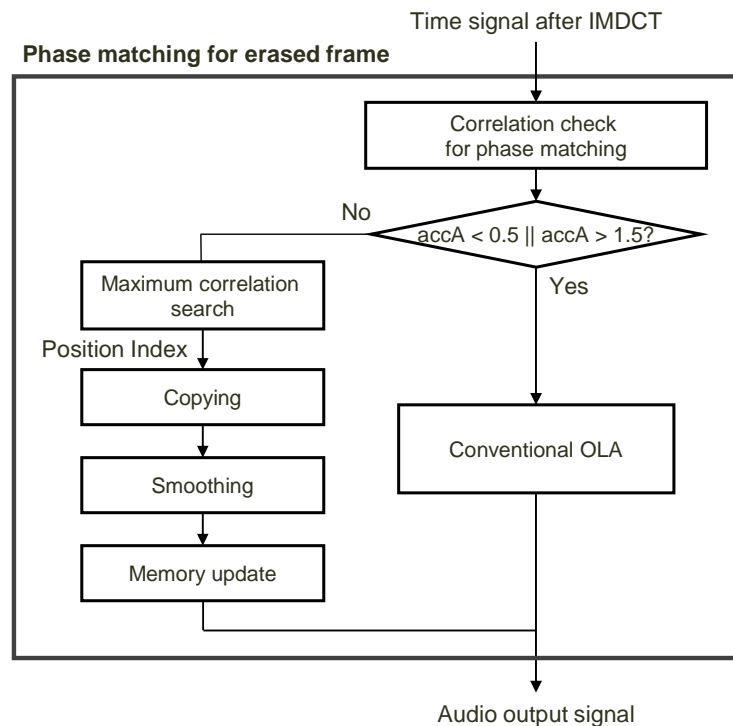 Time signal after IMDCT
Phase matching for erased frame
Correlation check
for phase matching
accA < 0.5 || accA > 1.5?
No
Yes
Maximum correlation
search
Position Index
Copying
Conventional OLA
Smoothing
Memory update
Audio output signal